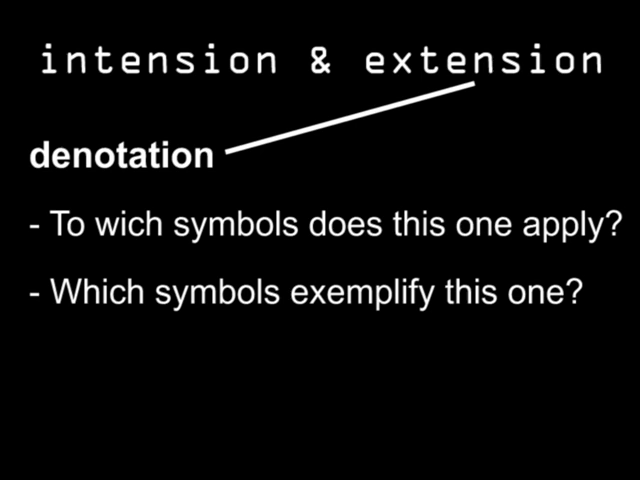 intension & extension
denotation
- To wich symbols does this one apply?
- Which symbols exemplify this one?